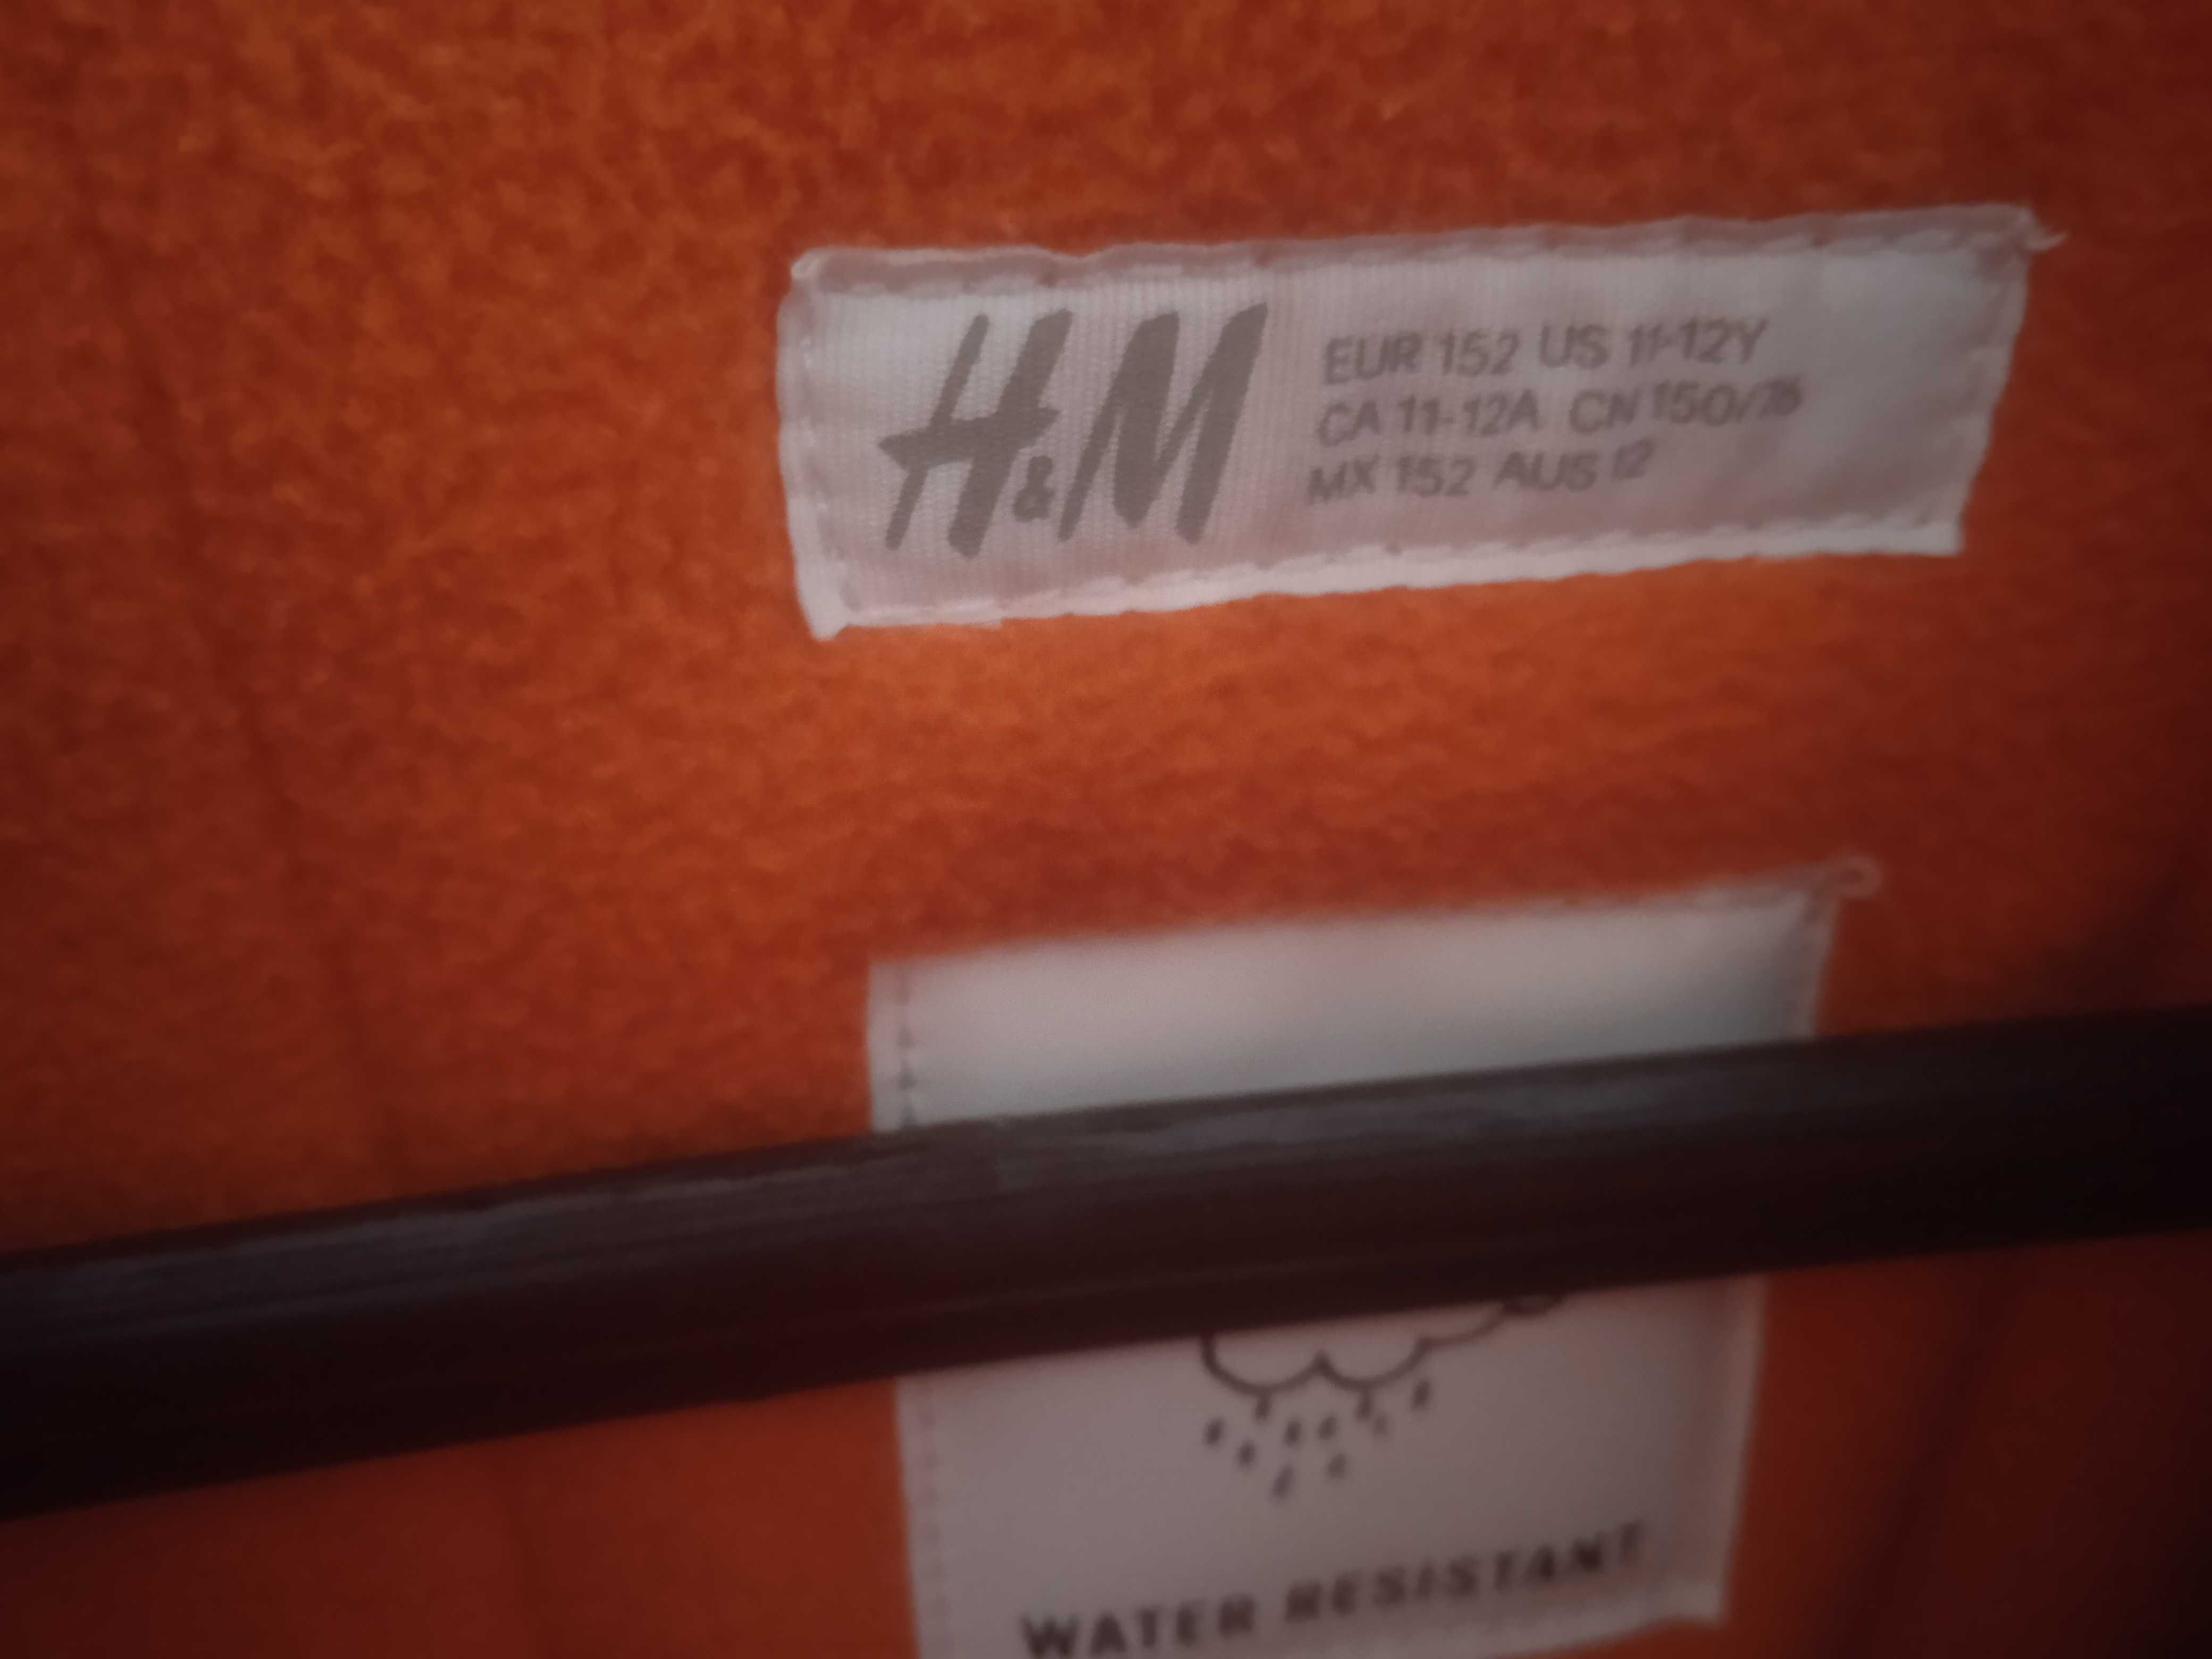 H&M
EUR 152 US 11-12Y
CA 11-12A CN 150/76
MX 152 AUS 12
WATER RESISTANT